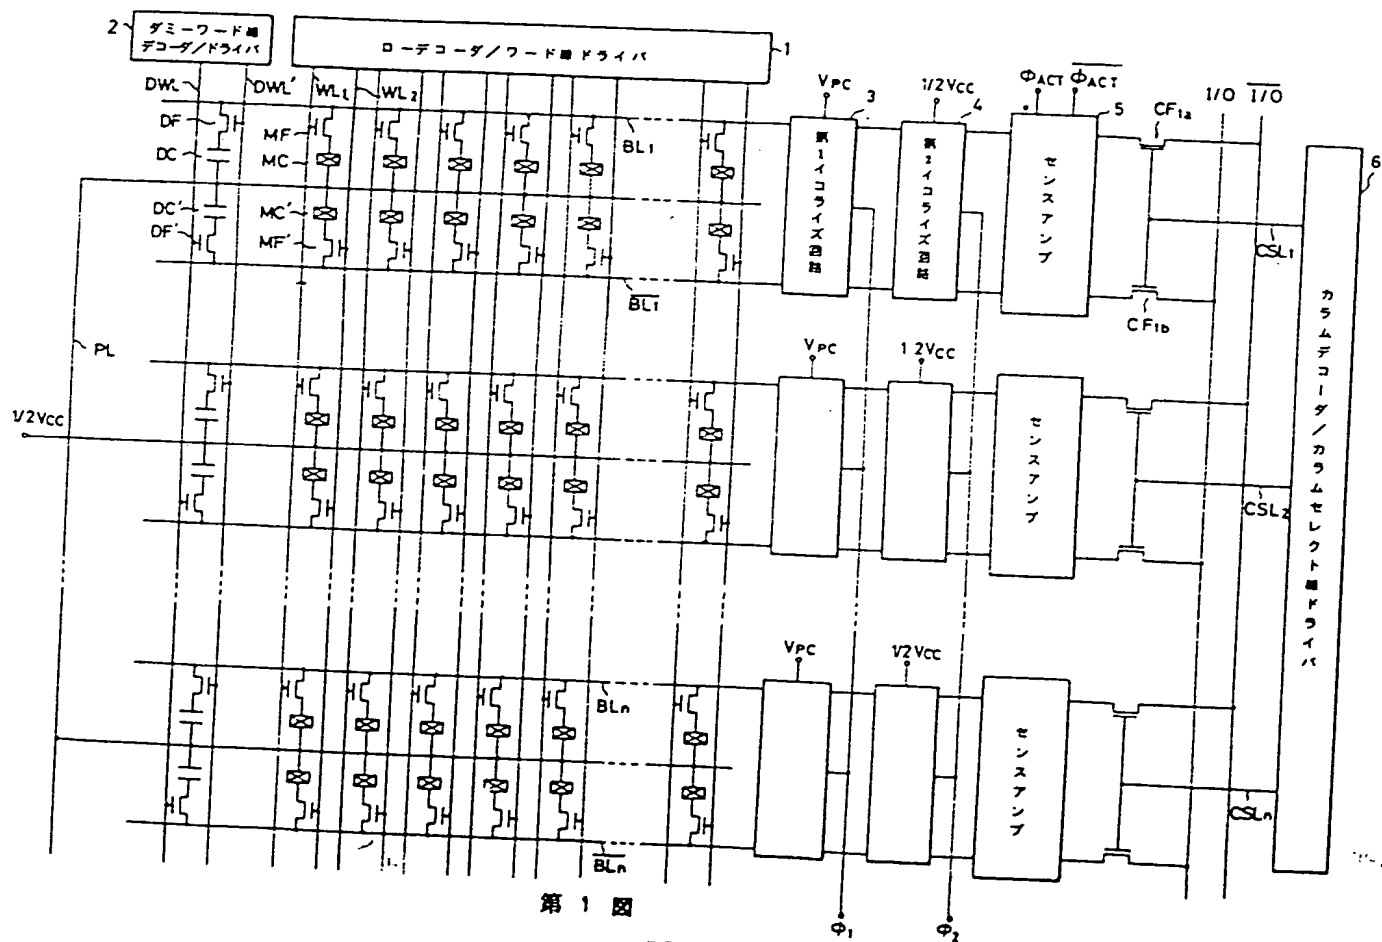 2
ダミーワード線
デコーダ/ドライバ
ローデコーダ/ワード線ドライバ
1
DWL
DWL'
WL1
WL2
DF
DC
DC'
DF'
MF
MC
MC'
MF'
BL1
BL1
VPC
3
第1イコライズ回路
1/2VCC
4
第2イコライズ回路
ΦACT
ΦACT
5
センスアンプ
CF1a
CF1b
I/O
I/O
6
CSL1
カラムデコーダ/カラムセレクト線ドライバ
PL
1/2VCC
VPC
1 2VCC
センスアンプ
CSL2
VPC
1/2VCC
センスアンプ
BLn
BLn
CSLn
Φ1
Φ2
第 1 図